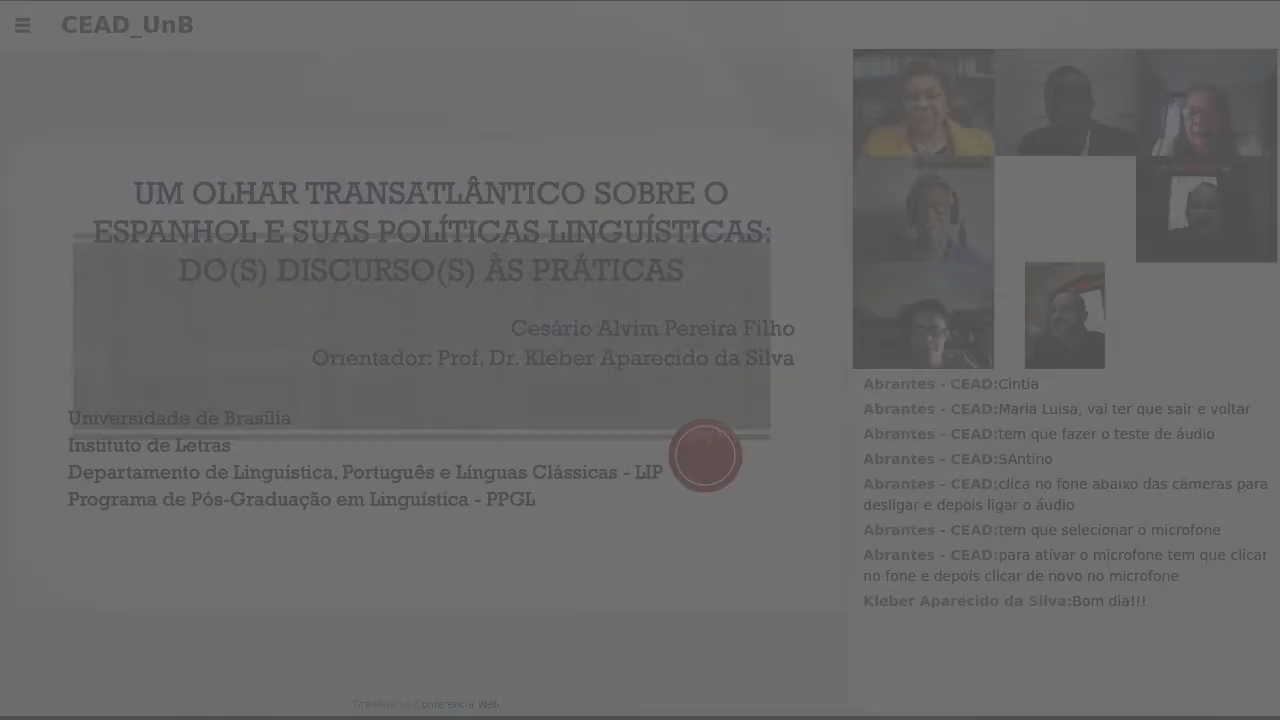 CEAD_UnB
UM OLHAR TRANSATLÂNTICO SOBRE O
ESPANHOL E SUAS POLÍTICAS LINGUÍSTICAS:
DO(S) DISCURSO(S) ÀS PRÁTICAS
Cesário Alvim Pereira Filho
Orientador: Prof. Dr. Kleber Aparecido da Silva
Universidade de Brasília
Instituto de Letras
Departamento de Linguística, Português e Línguas Clássicas - LIP
Programa de Pós-Graduação em Linguística - PPGL
Abrantes - CEAD:Cintia
Abrantes - CEAD:Maria Luisa, vai ter que sair e voltar
Abrantes - CEAD:tem que fazer o teste de áudio
Abrantes - CEAD:SAntino
Abrantes - CEAD:clica no fone abaixo das câmeras para
desligar e depois ligar o áudio
Abrantes - CEAD:tem que selecionar o microfone
Abrantes - CEAD:para ativar o microfone tem que clicar
no fone e depois clicar de novo no microfone
Kleber Aparecido da Silva:Bom dia!!!
Conferência Web.